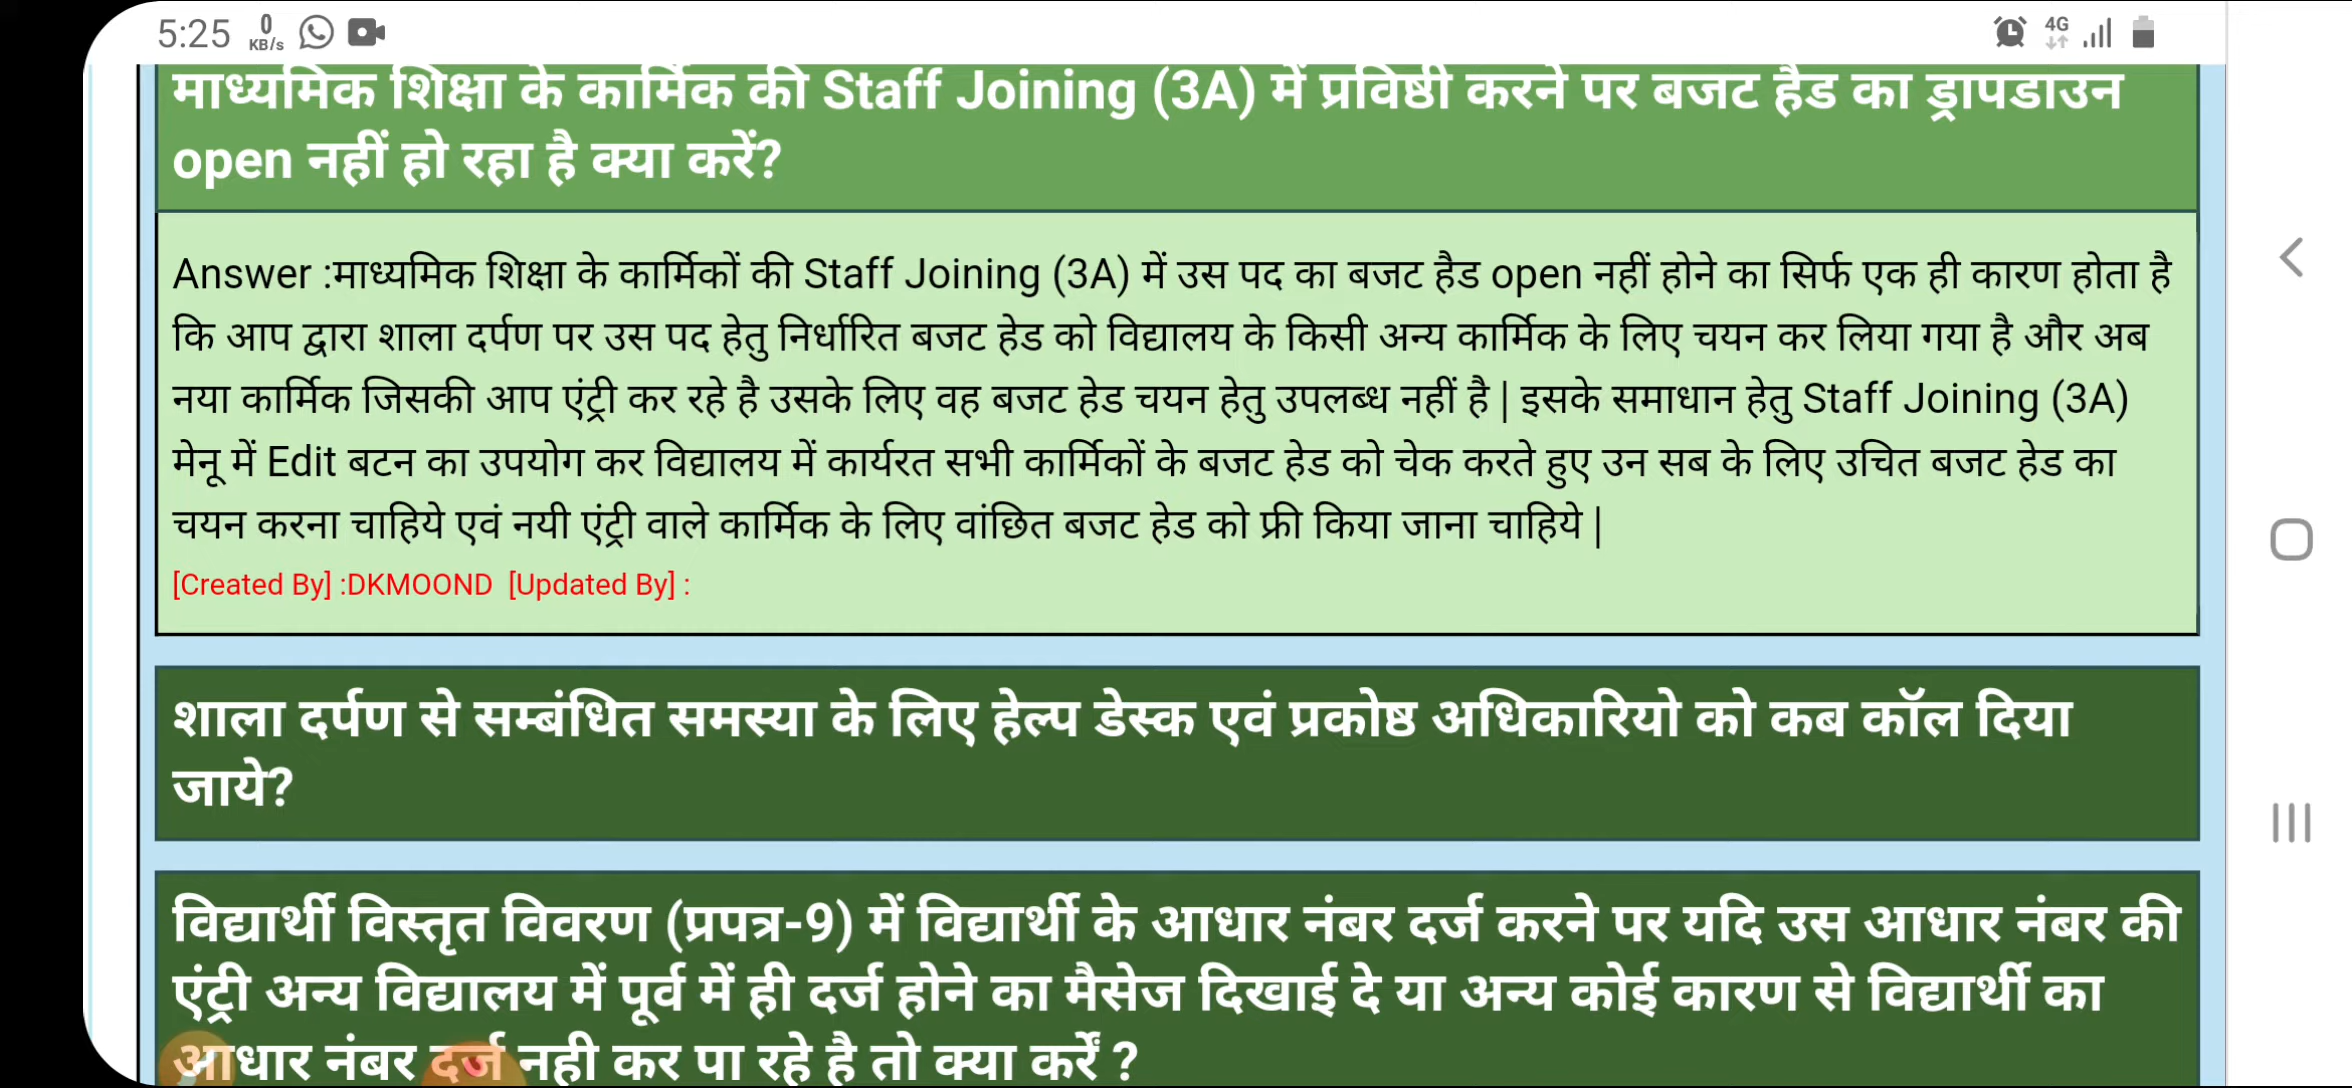 5:25 0 KB/s 4G
माध्यमिक शिक्षा के कार्मिक की Staff Joining (3A) में प्रविष्ठी करने पर बजट हैड का ड्रापडाउन
open नहीं हो रहा है क्या करें?
Answer :माध्यमिक शिक्षा के कार्मिकों की Staff Joining (3A) में उस पद का बजट हैड open नहीं होने का सिर्फ एक ही कारण होता है
कि आप द्वारा शाला दर्पण पर उस पद हेतु निर्धारित बजट हेड को विद्यालय के किसी अन्य कार्मिक के लिए चयन कर लिया गया है और अब
नया कार्मिक जिसकी आप एंट्री कर रहे है उसके लिए वह बजट हेड चयन हेतु उपलब्ध नहीं है | इसके समाधान हेतु Staff Joining (3A)
मेनू में Edit बटन का उपयोग कर विद्यालय में कार्यरत सभी कार्मिकों के बजट हेड को चेक करते हुए उन सब के लिए उचित बजट हेड का
चयन करना चाहिये एवं नयी एंट्री वाले कार्मिक के लिए वांछित बजट हेड को फ्री किया जाना चाहिये |
[Created By] :DKMOOND [Updated By] :
शाला दर्पण से सम्बंधित समस्या के लिए हेल्प डेस्क एवं प्रकोष्ठ अधिकारियो को कब कॉल दिया
जाये?
विद्यार्थी विस्तृत विवरण (प्रपत्र-9) में विद्यार्थी के आधार नंबर दर्ज करने पर यदि उस आधार नंबर की
एंट्री अन्य विद्यालय में पूर्व में ही दर्ज होने का मैसेज दिखाई दे या अन्य कोई कारण से विद्यार्थी का
आधार नंबर दर्ज नही कर पा रहे है तो क्या करें ?